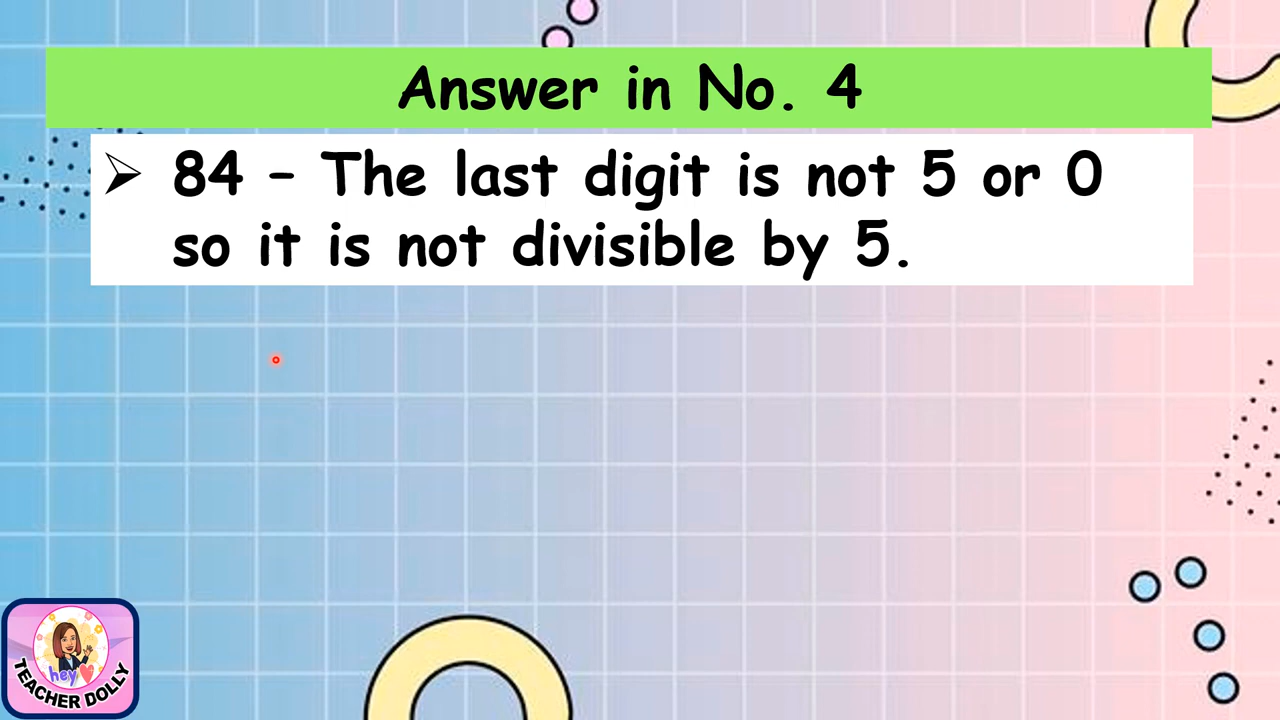 Answer in No. 4
84 – The last digit is not 5 or 0
so it is not divisible by 5.
hey
TEACHER DOLLY